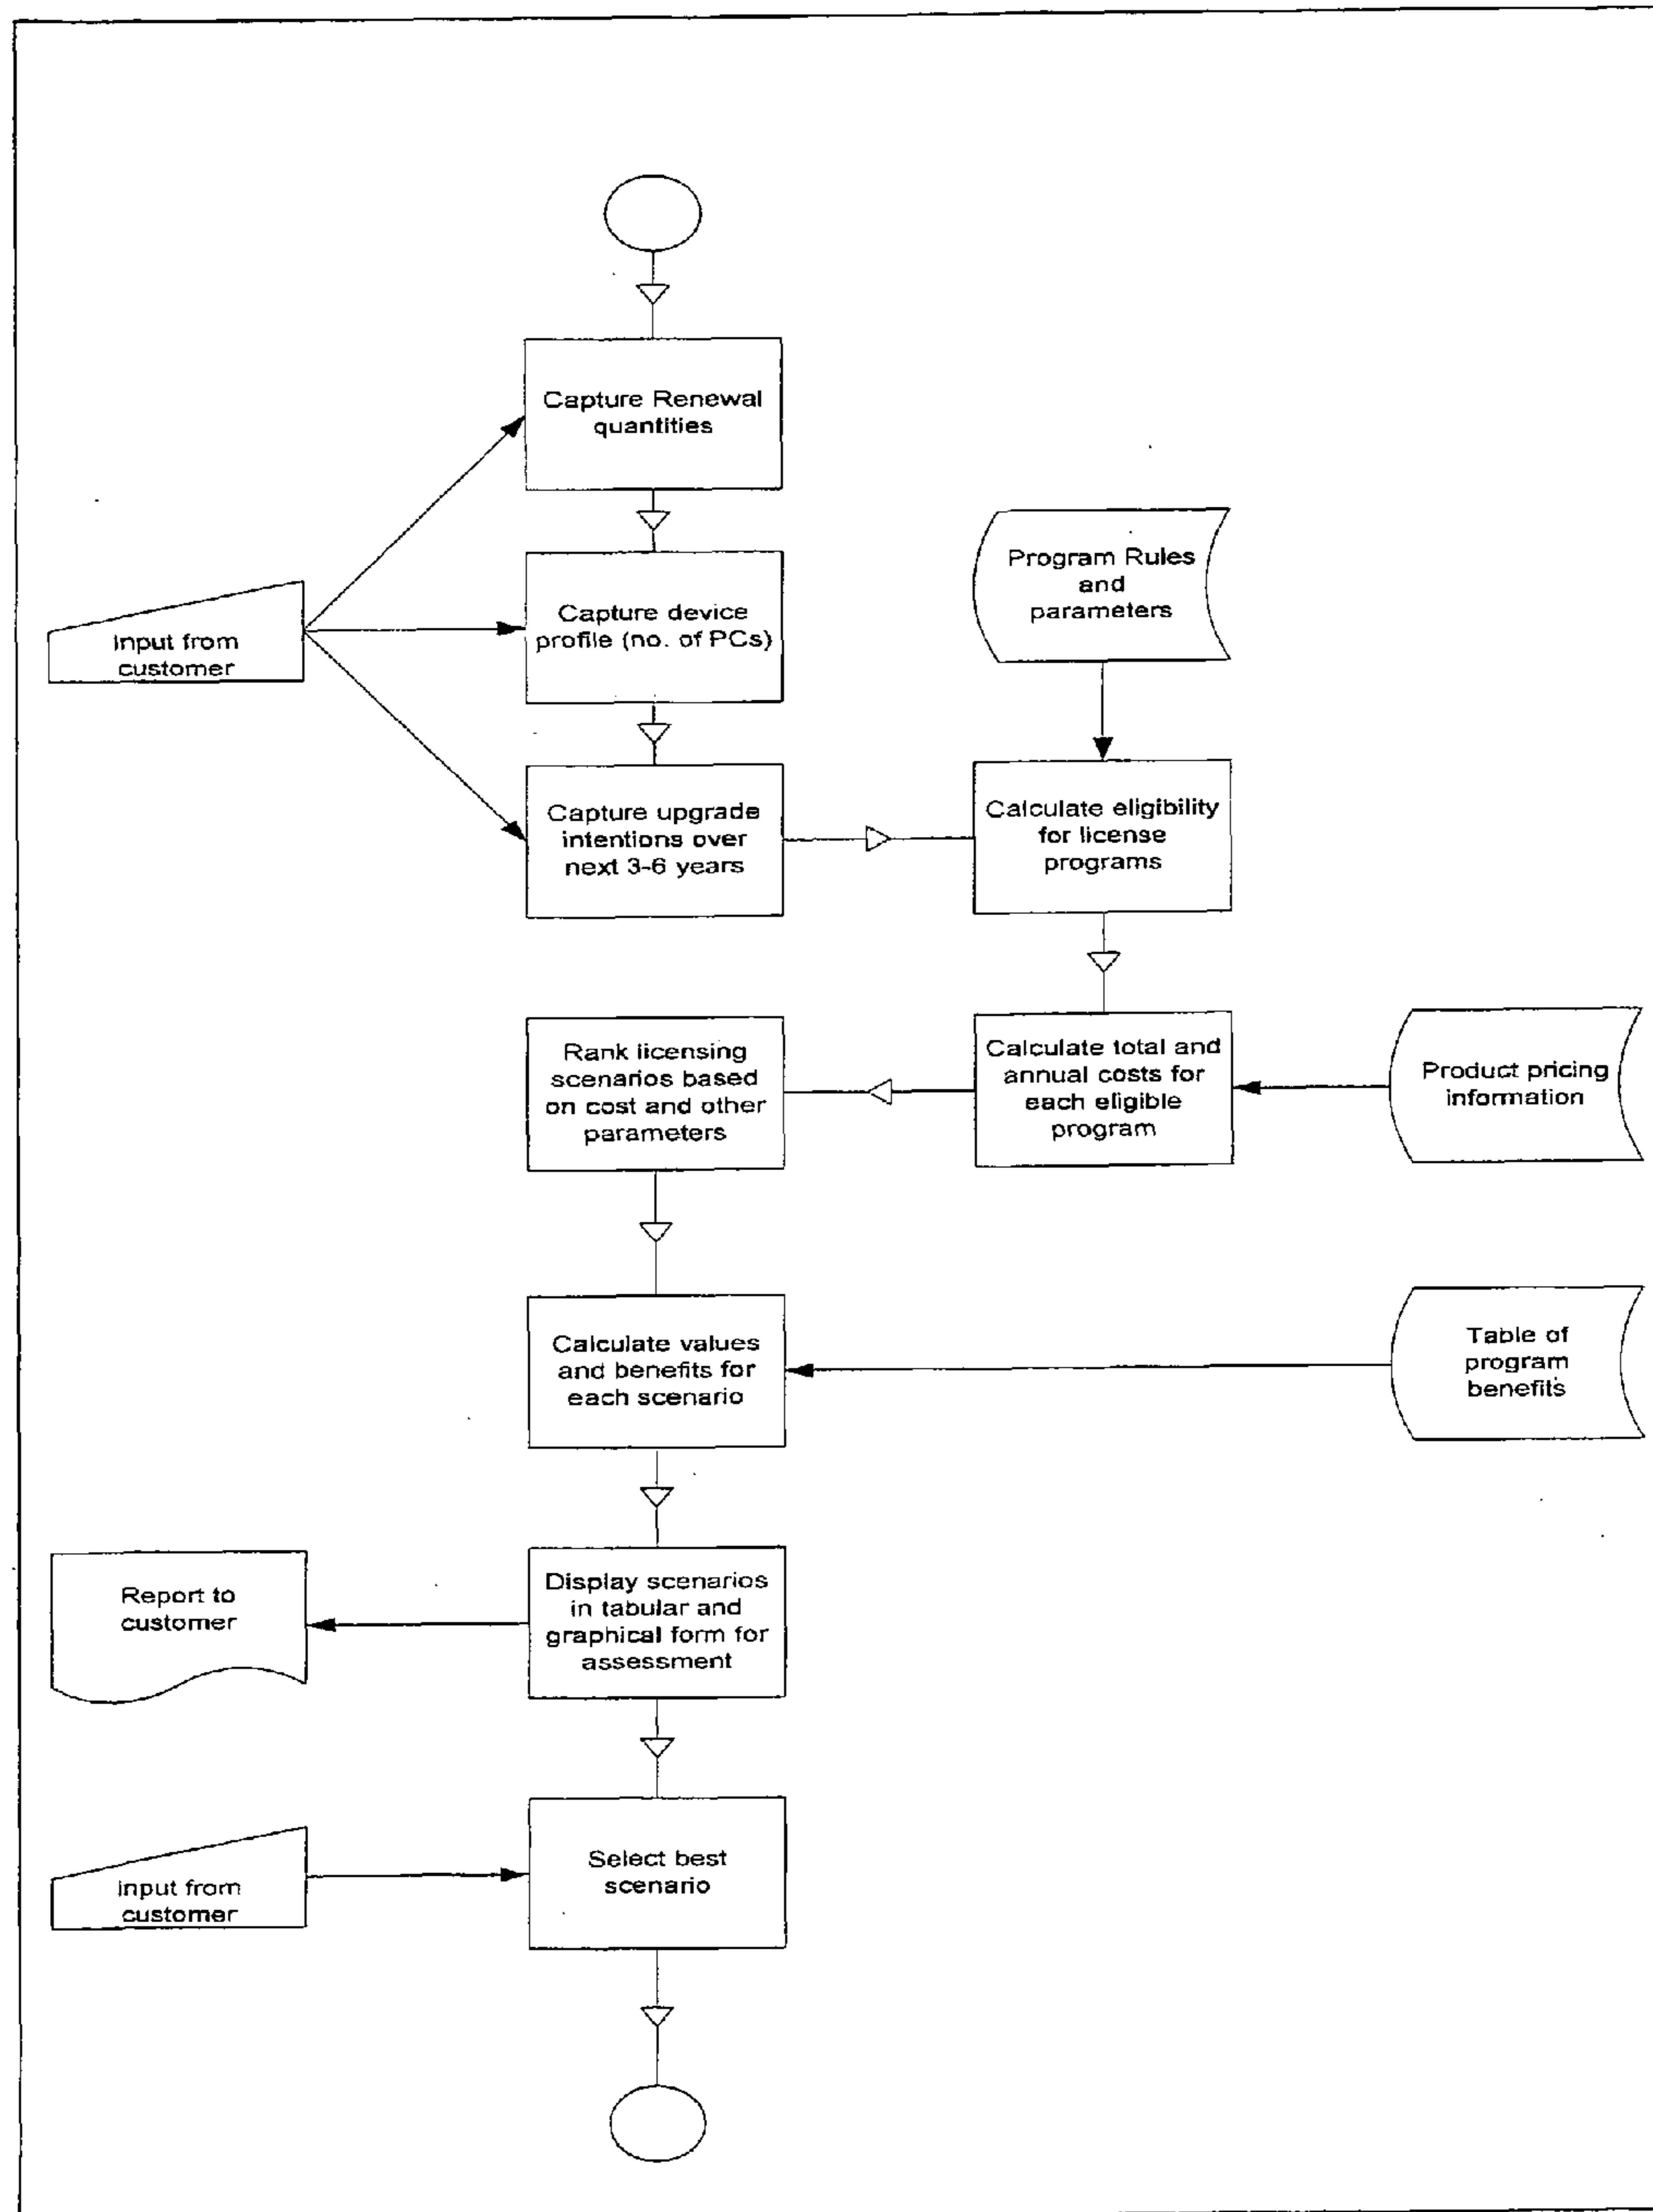 Capture Renewal
quantities
Input from
customer
Capture device
profile (no. of PCs)
Program Rules
and
parameters
Capture upgrade
intentions over
next 3-6 years
Calculate eligibility
for license
programs
Rank licensing
scenarios based
on cost and other
parameters
Calculate total and
annual costs for
each eligible
program
Product pricing
information
Calculate values
and benefits for
each scenario
Table of
program
benefits
Report to
customer
Display scenarios
in tabular and
graphical form for
assessment
Input from
customer
Select best
scenario